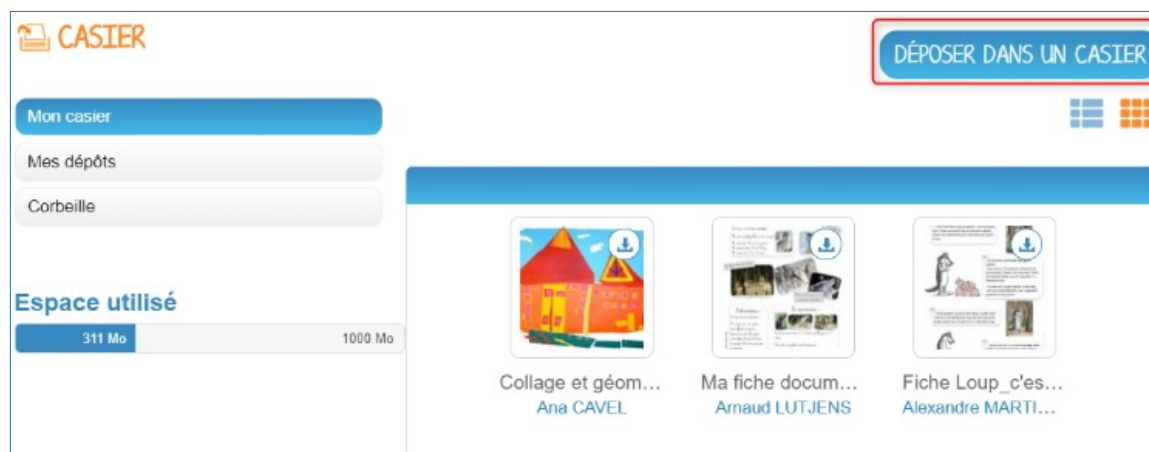 CASIER
DÉPOSER DANS UN CASIER
Mon casier
Mes dépôts
Corbeille
Espace utilisé
311 Mo
1000 Mo
Collage et géom...
Ma fiche docum...
Fiche Loup_c'es...
Ana CAVEL
Arnaud LUTJENS
Alexandre MARTI...